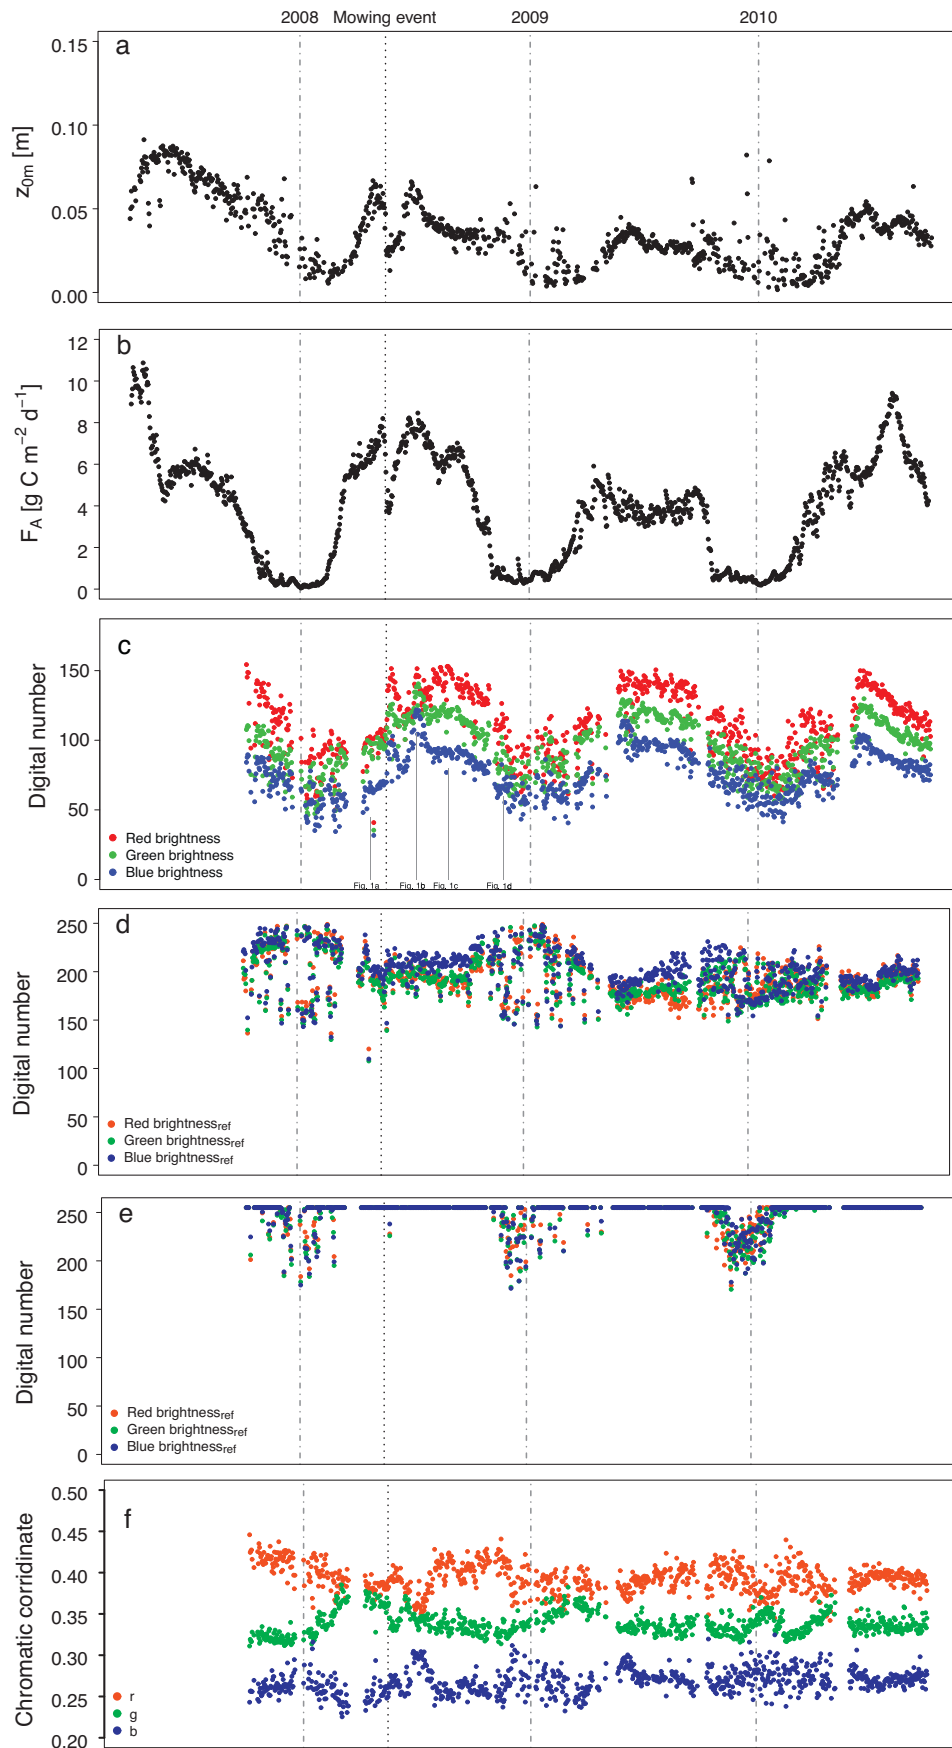 2008 Mowing event 2009 2010
a
0.15
0.10
0.05
0.00
z0m [m]
b
12
10
8
6
4
2
0
FA [g C m−2 d−1]
c
150
100
50
0
Digital number
Red brightness
Green brightness
Blue brightness
Fig. 1a Fig. 1b Fig. 1c Fig. 1d
d
250
200
150
100
50
0
Digital number
Red brightnessref
Green brightnessref
Blue brightnessref
e
250
200
150
100
50
0
Digital number
Red brightnessref
Green brightnessref
Blue brightnessref
f
0.50
0.45
0.40
0.35
0.30
0.25
0.20
Chromatic corridinate
r
g
b